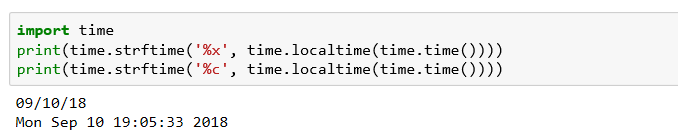 import time
print(time.strftime('%x', time.localtime(time.time())))
print(time.strftime('%c', time.localtime(time.time())))
09/10/18
Mon Sep 10 19:05:33 2018